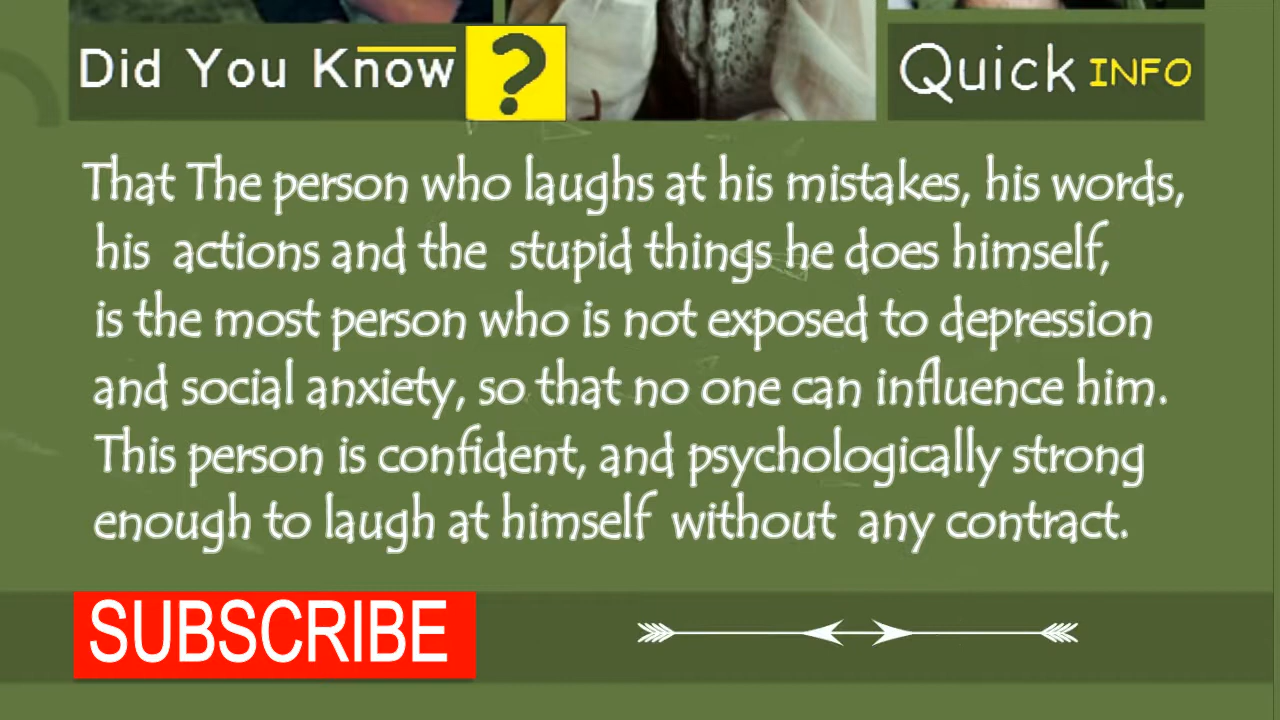 Did You Know ?
Quick INFO
That The person who laughs at his mistakes, his words,
his actions and the stupid things he does himself,
is the most person who is not exposed to depression
and social anxiety, so that no one can influence him.
This person is confident, and psychologically strong
enough to laugh at himself without any contract.
SUBSCRIBE